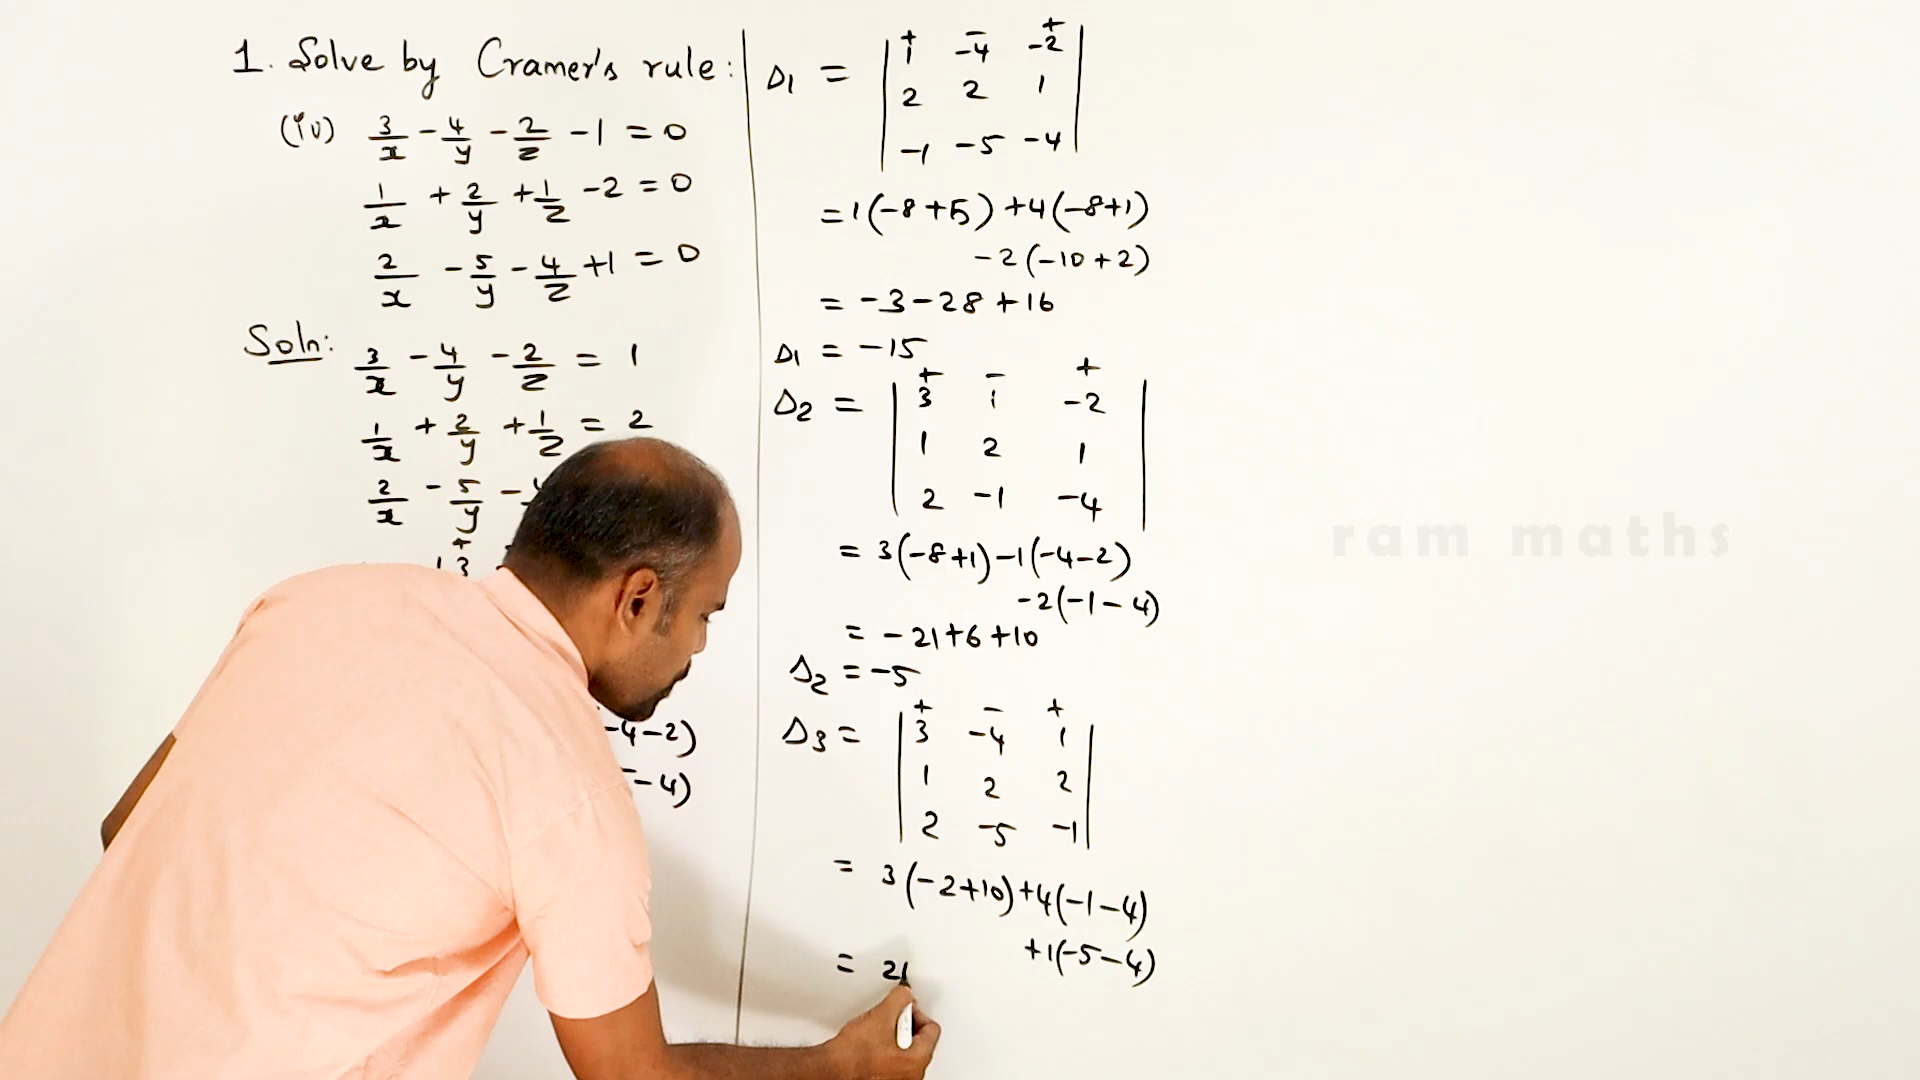 1. Solve by Cramer's rule:
(iv) 3/x - 4/y - 2/z - 1 = 0
1/x + 2/y + 1/z - 2 = 0
2/x - 5/y - 4/z + 1 = 0
Soln:
3/x - 4/y - 2/z = 1
1/x + 2/y + 1/z = 2
2/x - 5/y -
+
3
-4-2)
-4)
+ - +
Δ1 = | 1 -4 -2 |
| 2 2 1 |
| -1 -5 -4 |
= 1(-8+5) +4(-8+1)
-2(-10+2)
= -3-28+16
Δ1 = -15
+ - +
Δ2 = | 3 1 -2 |
| 1 2 1 |
| 2 -1 -4 |
= 3(-8+1)-1(-4-2)
-2(-1-4)
= -21+6+10
Δ2 = -5
+ - +
Δ3 = | 3 -4 1 |
| 1 2 2 |
| 2 -5 -1 |
= 3(-2+10)+4(-1-4)
+1(-5-4)
= 21
ram maths